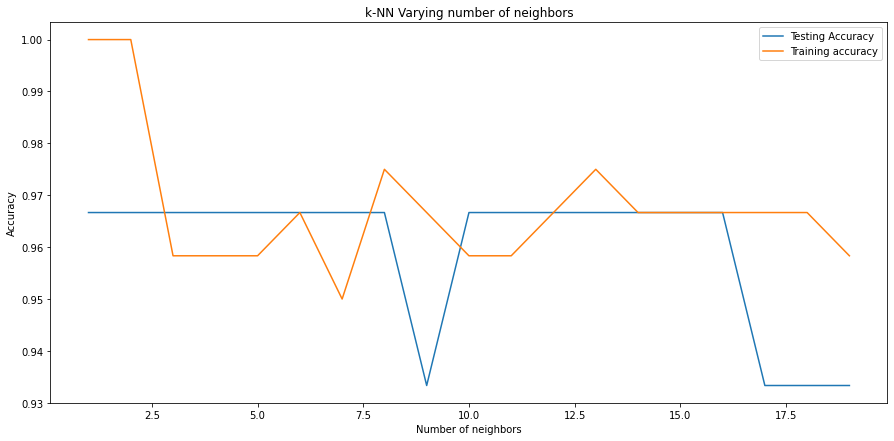 k-NN Varying number of neighbors
Testing Accuracy
Training accuracy
1.00
0.99
0.98
0.97
0.96
0.95
0.94
0.93
Accuracy
2.5 5.0 7.5 10.0 12.5 15.0 17.5
Number of neighbors